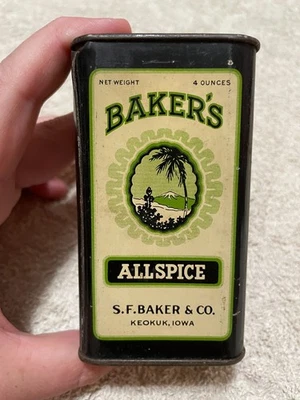 NET WEIGHT 4 OUNCES
BAKER'S
ALLSPICE
S.F. BAKER & CO.
KEOKUK, IOWA